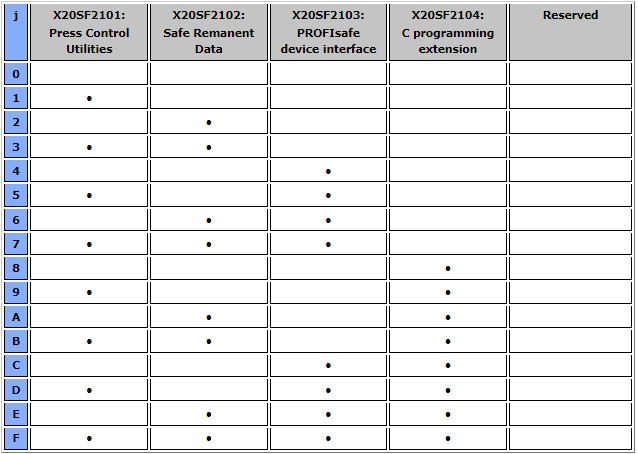 j X20SF2101: X20SF2102: X20SF2103: X20SF2104: Reserved
Press Control Safe Remanent PROFIsafe C programming
Utilities Data device interface extension
0
1 •
2 •
3 • •
4 •
5 • •
6 • •
7 • • •
8 •
9 • •
A • •
B • • •
C • •
D • • •
E • • •
F • • • •